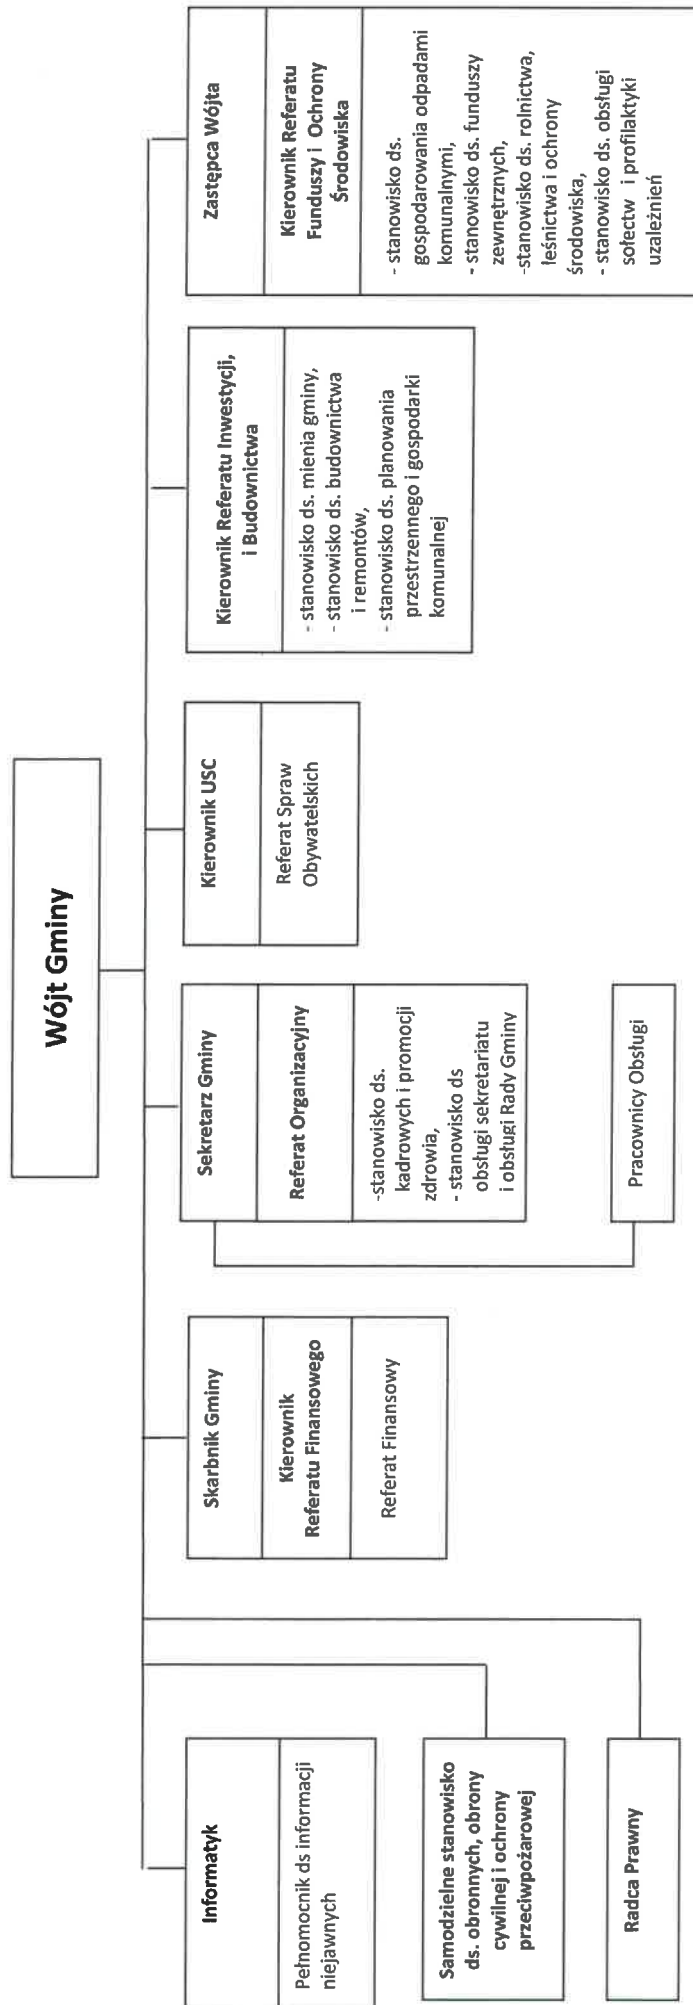 Wójt Gminy
Informatyk
Pełnomocnik ds informacji
niejawnych
Samodzielne stanowisko
ds. obronnych, obrony
cywilnej i ochrony
przeciwpożarowej
Radca Prawny
Skarbnik Gminy
Kierownik
Referatu Finansowego
Referat Finansowy
Sekretarz Gminy
Referat Organizacyjny
-stanowisko ds.
kadrowych i promocji
zdrowia,
- stanowisko ds
obsługi sekretariatu
i obsługi Rady Gminy
Pracownicy Obsługi
Kierownik USC
Referat Spraw
Obywatelskich
Kierownik Referatu Inwestycji,
i Budownictwa
- stanowisko ds. mienia gminy,
- stanowisko ds. budownictwa
i remontów,
- stanowisko ds. planowania
przestrzennego i gospodarki
komunalnej
Zastępca Wójta
Kierownik Referatu
Funduszy i Ochrony
Środowiska
- stanowisko ds.
gospodarowania odpadami
komunalnymi,
- stanowisko ds. funduszy
zewnętrznych,
-stanowisko ds. rolnictwa,
leśnictwa i ochrony
środowiska,
- stanowisko ds. obsługi
sołectw i profilaktyki
uzależnień